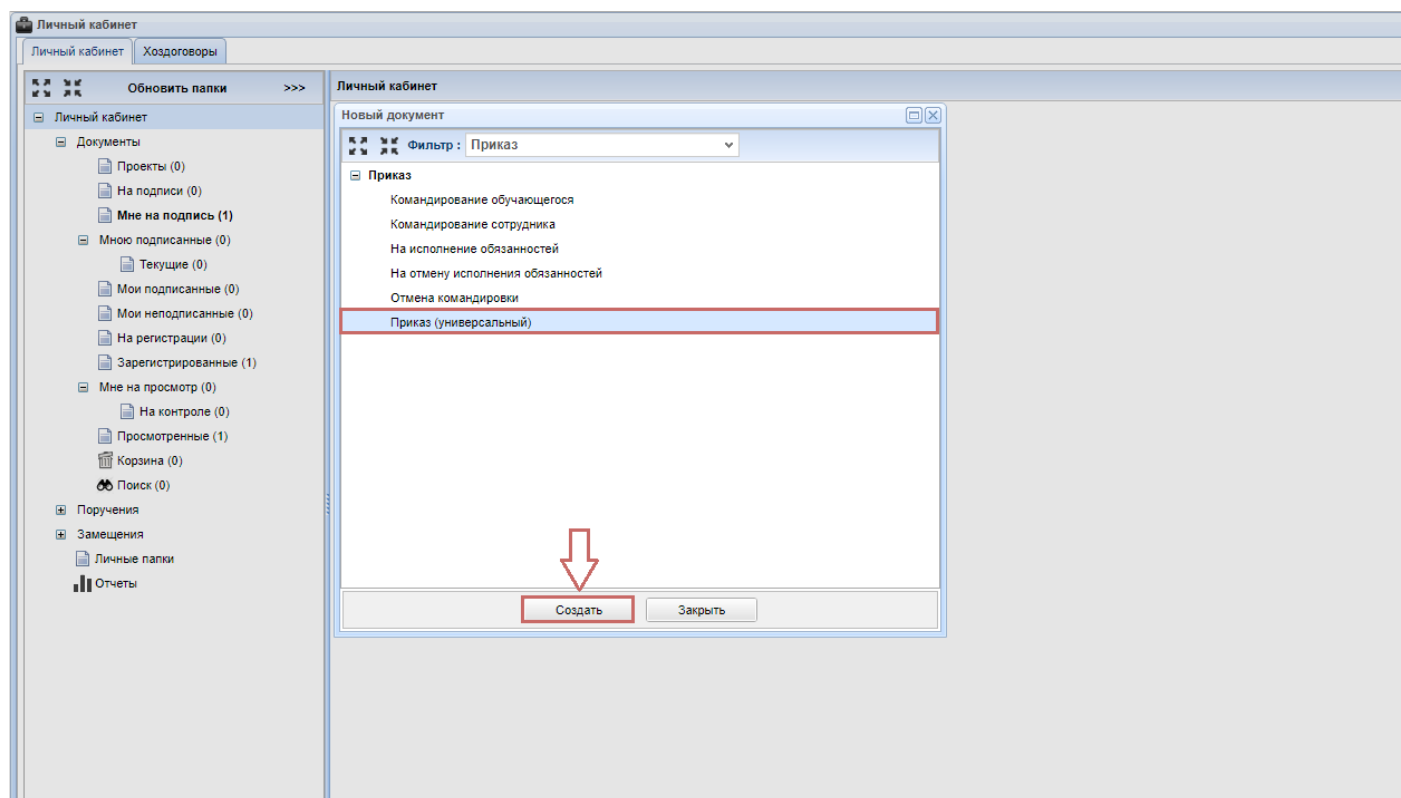 Личный кабинет
Личный кабинет Хоздоговоры
Обновить папки >>>
Личный кабинет
Документы
Проекты (0)
На подписи (0)
Мне на подпись (1)
Мною подписанные (0)
Текущие (0)
Мои подписанные (0)
Мои неподписанные (0)
На регистрации (0)
Зарегистрированные (1)
Мне на просмотр (0)
На контроле (0)
Просмотренные (1)
Корзина (0)
Поиск (0)
Поручения
Замещения
Личные папки
Отчеты
Личный кабинет
Новый документ
Фильтр : Приказ
Приказ
Командирование обучающегося
Командирование сотрудника
На исполнение обязанностей
На отмену исполнения обязанностей
Отмена командировки
Приказ (универсальный)
Создать Закрыть